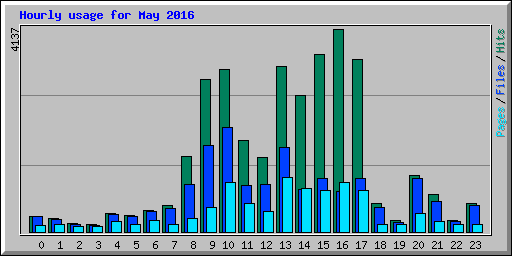 Hourly usage for May 2016
4137
Pages/Files/Hits
0 1 2 3 4 5 6 7 8 9 10 11 12 13 14 15 16 17 18 19 20 21 22 23